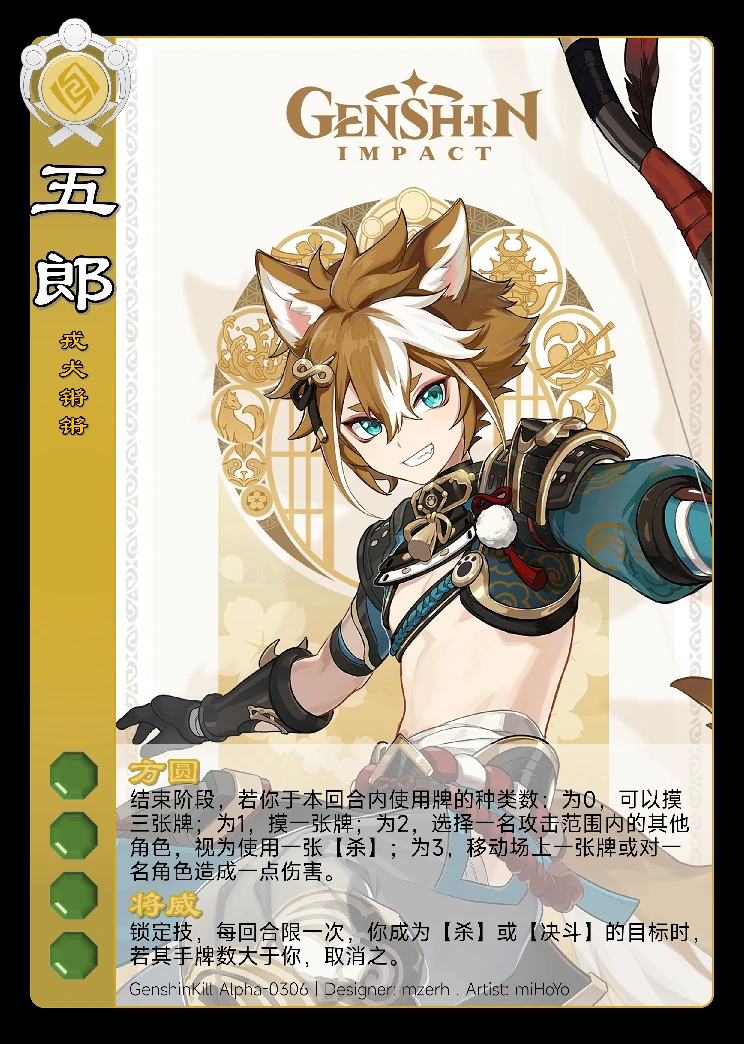 GENSHIN
IMPACT
五郎
戎犬锵锵
方圆
结束阶段，若你于本回合内使用牌的种类数：为0，可以摸
三张牌；为1，摸一张牌；为2，选择一名攻击范围内的其他
角色，视为使用一张【杀】；为3，移动场上一张牌或对一
名角色造成一点伤害。
将威
锁定技，每回合限一次，你成为【杀】或【决斗】的目标时，
若其手牌数大于你，取消之。
GenshinKill Alpha-0306 | Designer: mzerh . Artist: miHoYo